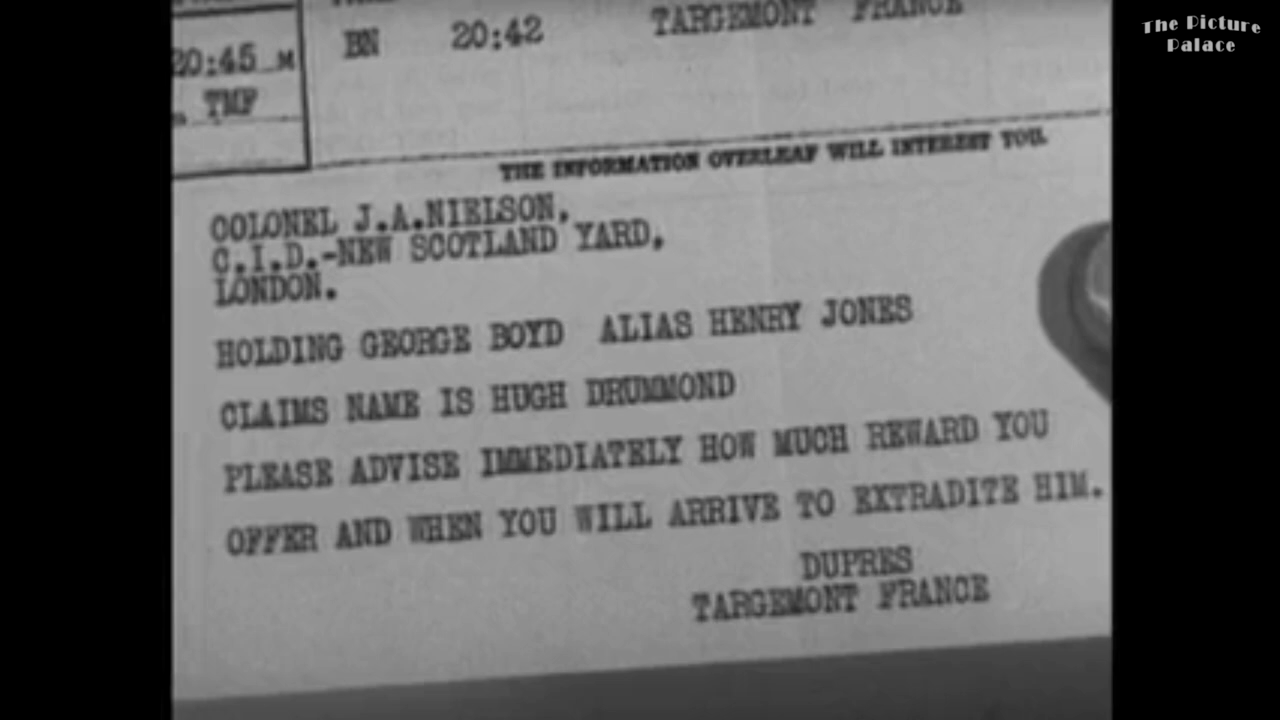 The Picture
Palace
BN 20:42 TARGEMONT FRANCE
20:45 M
TMF
THE INFORMATION OVERLEAF WILL INTEREST YOU.
COLONEL J.A.NIELSON,
C.I.D.-NEW SCOTLAND YARD,
LONDON.
HOLDING GEORGE BOYD ALIAS HENRY JONES
CLAIMS NAME IS HUGH DRUMMOND
PLEASE ADVISE IMMEDIATELY HOW MUCH REWARD YOU
OFFER AND WHEN YOU WILL ARRIVE TO EXTRADITE HIM.
DUPRES
TARGEMONT FRANCE